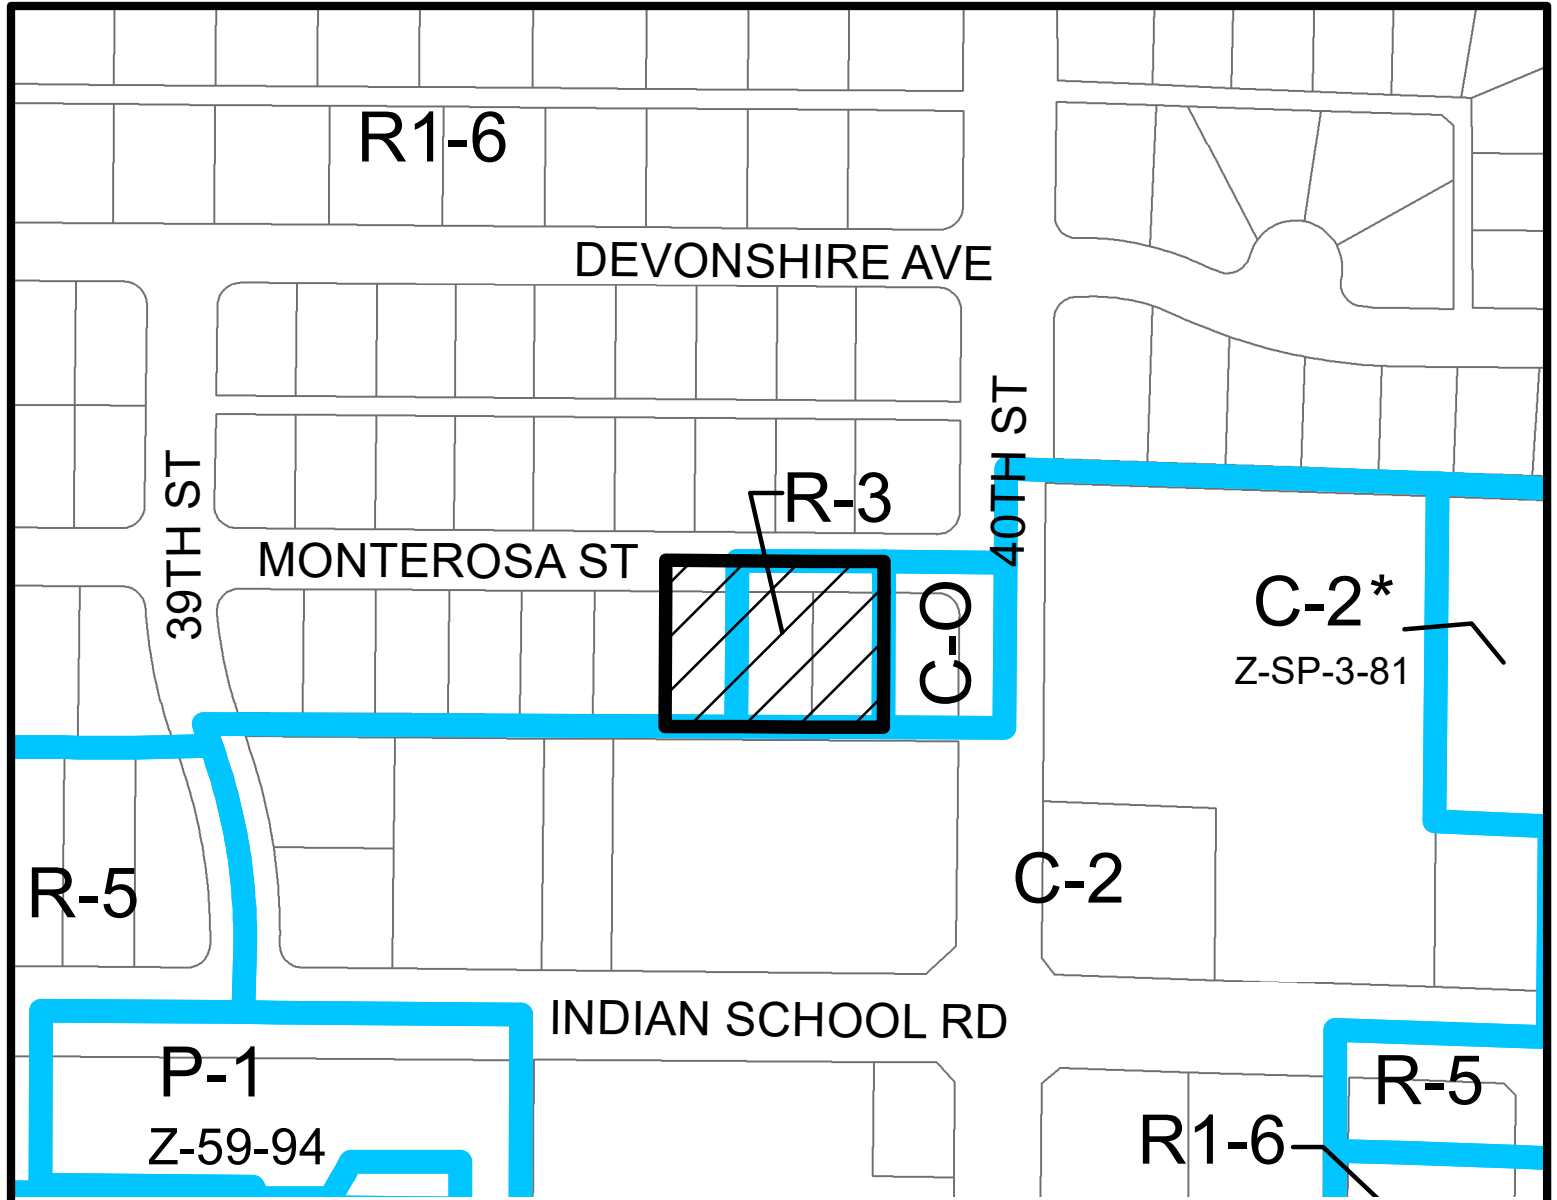 R1-6
DEVONSHIRE AVE
40TH ST
39TH ST
R-3
MONTEROSA ST
C-O
C-2*
Z-SP-3-81
R-5
C-2
INDIAN SCHOOL RD
P-1
Z-59-94
R-5
R1-6